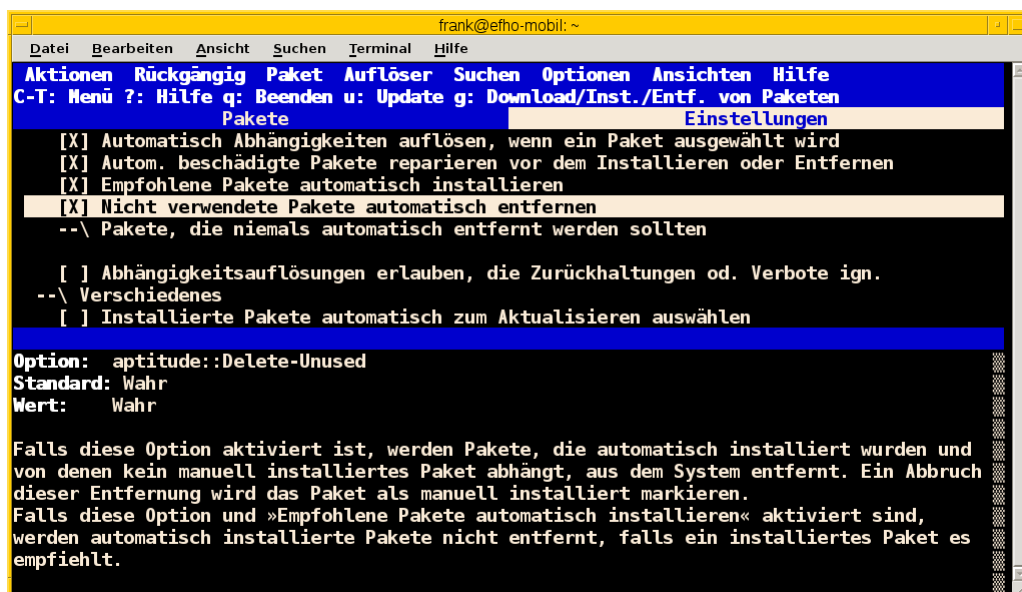 frank@efho-mobil: ~
Datei Bearbeiten Ansicht Suchen Terminal Hilfe
Aktionen Rückgängig Paket Auflöser Suchen Optionen Ansichten Hilfe
C-T: Menü ?: Hilfe q: Beenden u: Update g: Download/Inst./Entf. von Paketen
Pakete Einstellungen
[X] Automatisch Abhängigkeiten auflösen, wenn ein Paket ausgewählt wird
[X] Autom. beschädigte Pakete reparieren vor dem Installieren oder Entfernen
[X] Empfohlene Pakete automatisch installieren
[X] Nicht verwendete Pakete automatisch entfernen
--\ Pakete, die niemals automatisch entfernt werden sollten
[ ] Abhängigkeitsauflösungen erlauben, die Zurückhaltungen od. Verbote ign.
--\ Verschiedenes
[ ] Installierte Pakete automatisch zum Aktualisieren auswählen
Option: aptitude::Delete-Unused
Standard: Wahr
Wert: Wahr
Falls diese Option aktiviert ist, werden Pakete, die automatisch installiert wurden und
von denen kein manuell installiertes Paket abhängt, aus dem System entfernt. Ein Abbruch
dieser Entfernung wird das Paket als manuell installiert markieren.
Falls diese Option und »Empfohlene Pakete automatisch installieren« aktiviert sind,
werden automatisch installierte Pakete nicht entfernt, falls ein installiertes Paket es
empfiehlt.